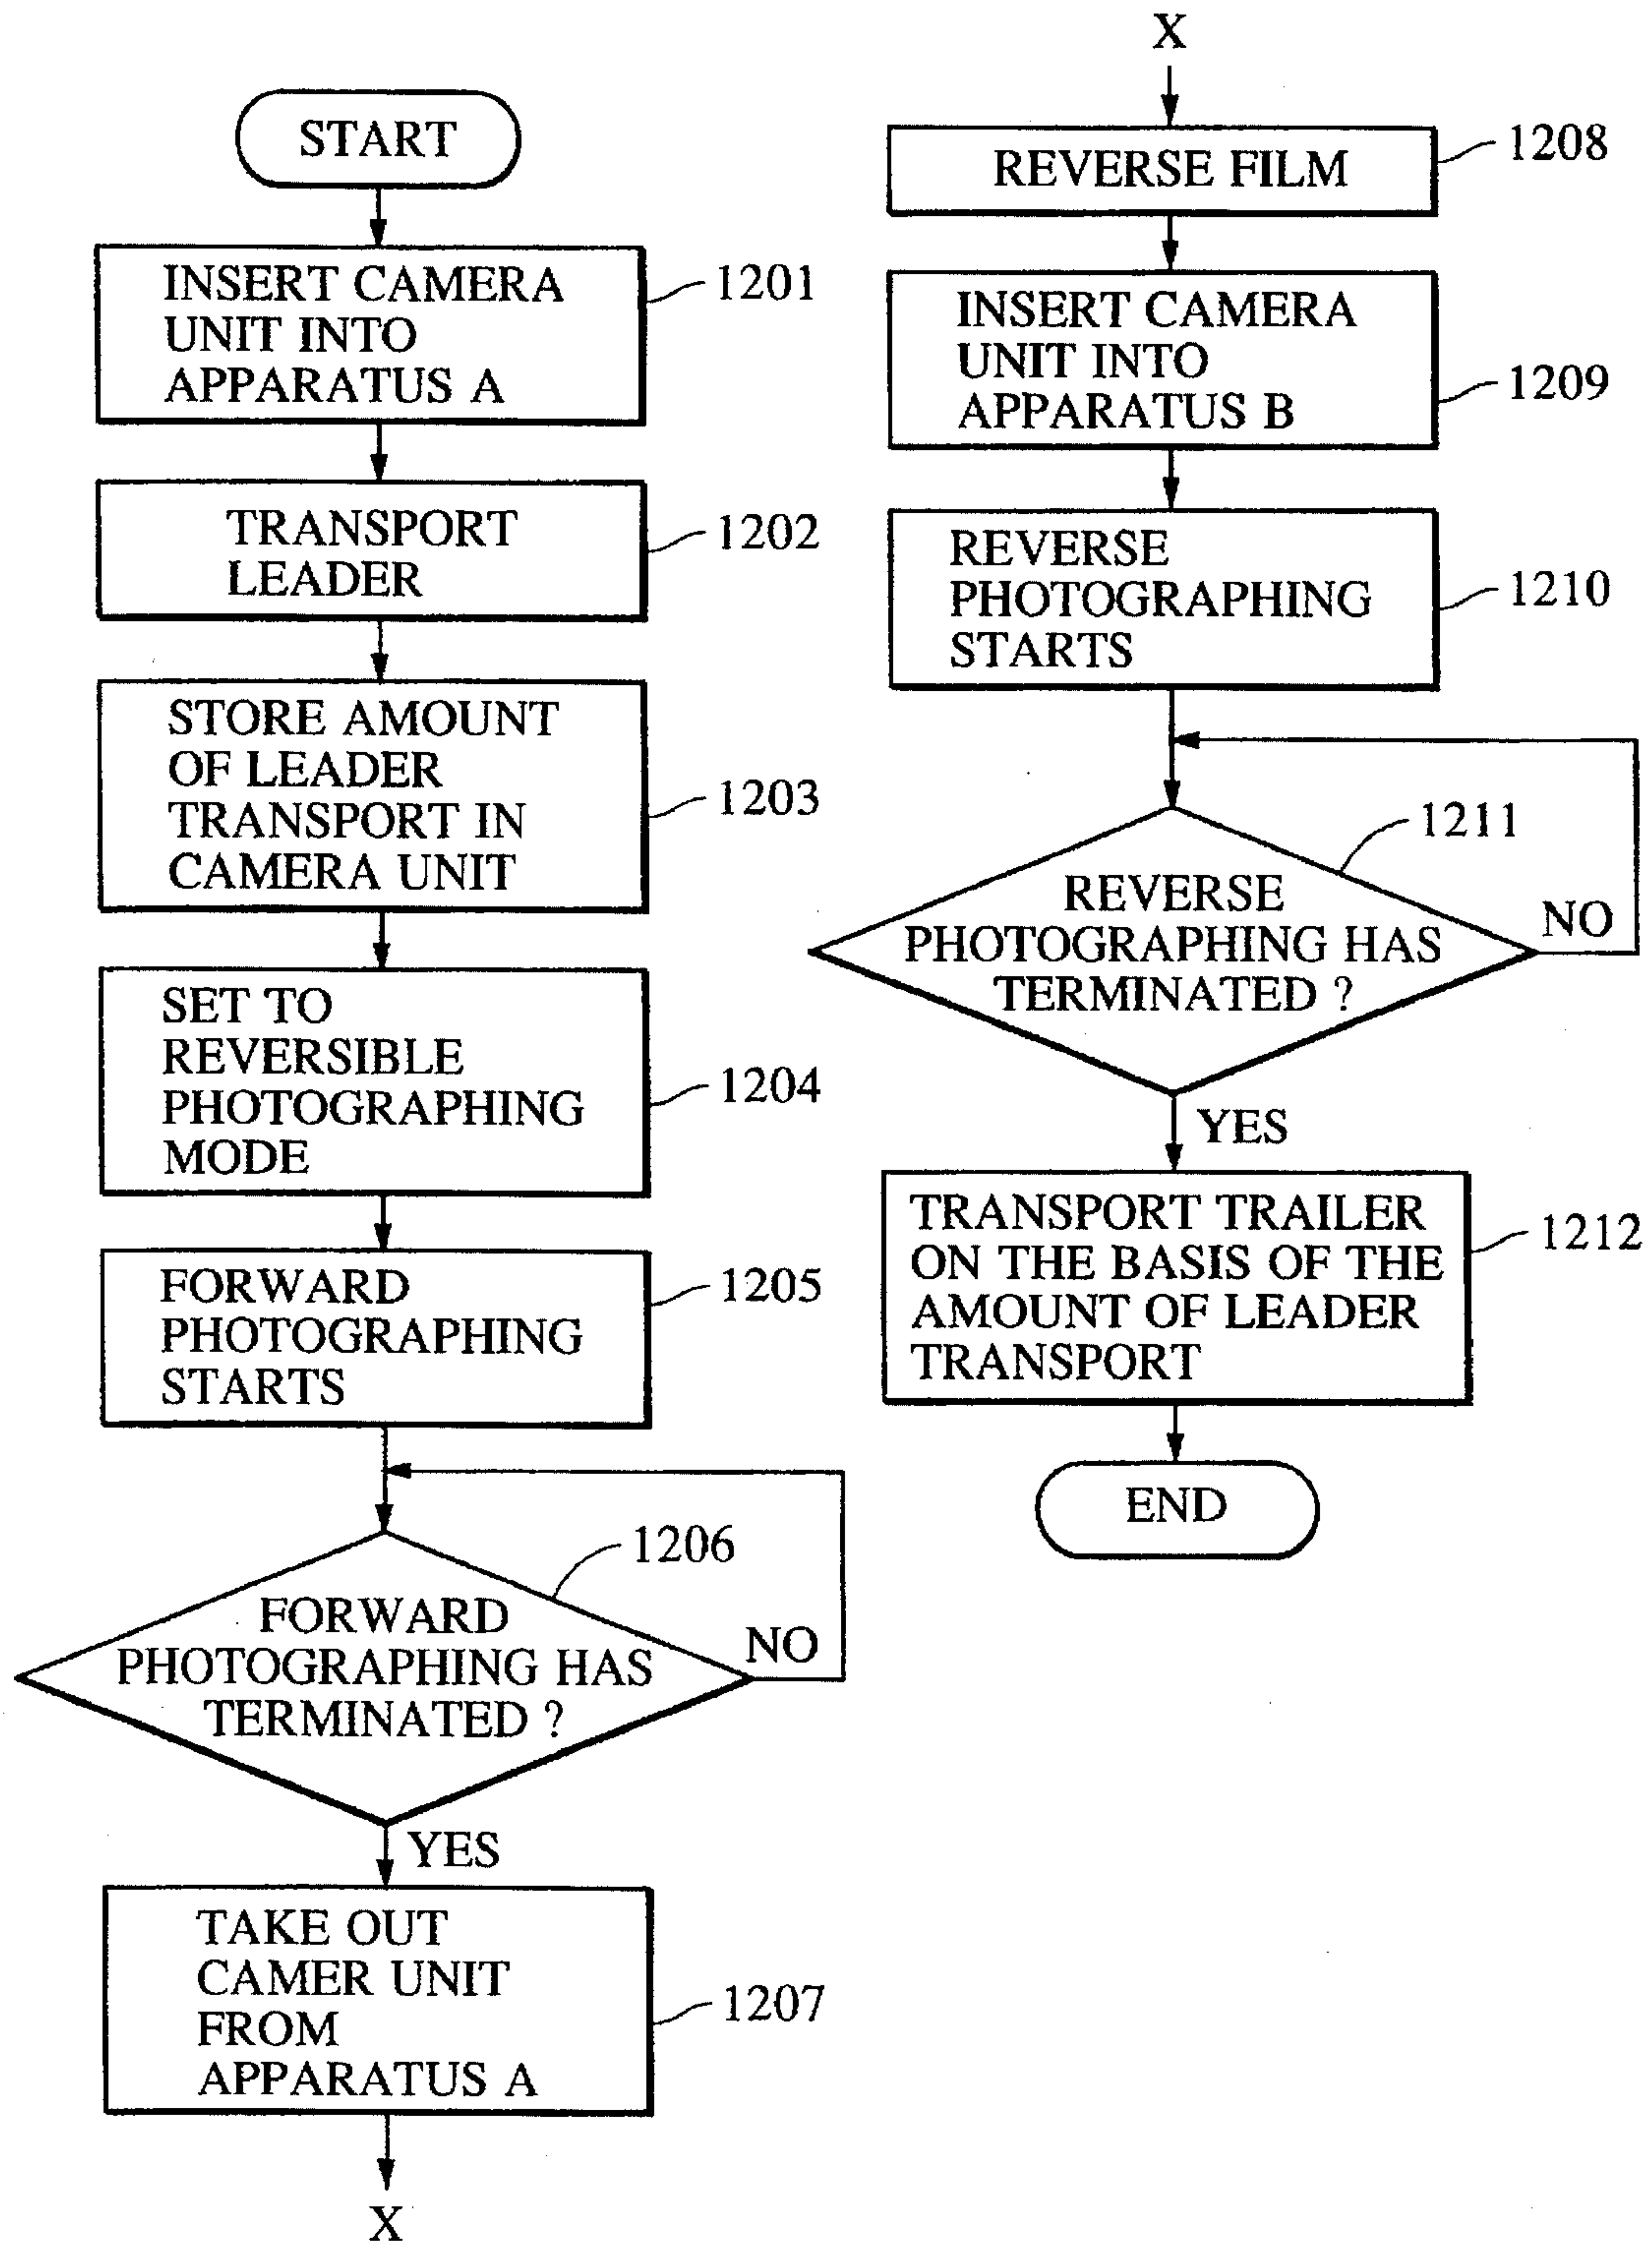 START
INSERT CAMERA
UNIT INTO
APPARATUS A
1201
TRANSPORT
LEADER
1202
STORE AMOUNT
OF LEADER
TRANSPORT IN
CAMERA UNIT
1203
SET TO
REVERSIBLE
PHOTOGRAPHING
MODE
1204
FORWARD
PHOTOGRAPHING
STARTS
1205
1206
FORWARD
PHOTOGRAPHING HAS
TERMINATED ?
NO
YES
TAKE OUT
CAMER UNIT
FROM
APPARATUS A
1207
X
X
REVERSE FILM
1208
INSERT CAMERA
UNIT INTO
APPARATUS B
1209
REVERSE
PHOTOGRAPHING
STARTS
1210
1211
REVERSE
PHOTOGRAPHING HAS
TERMINATED ?
NO
YES
TRANSPORT TRAILER
ON THE BASIS OF THE
AMOUNT OF LEADER
TRANSPORT
1212
END